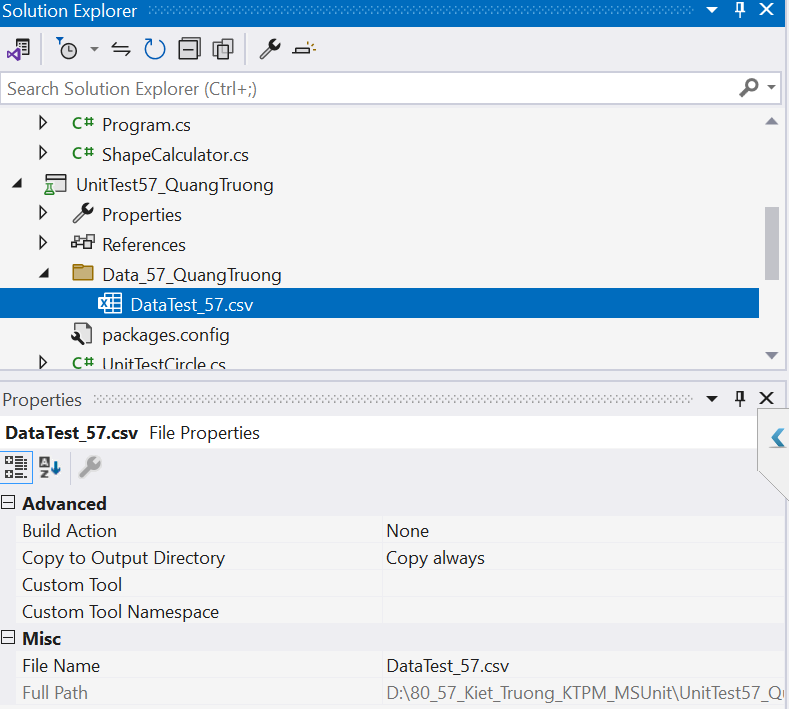 Solution Explorer
Search Solution Explorer (Ctrl+;)
C# Program.cs
C# ShapeCalculator.cs
UnitTest57_QuangTruong
Properties
References
Data_57_QuangTruong
DataTest_57.csv
packages.config
C# UnitTestCircle.cs
Properties
DataTest_57.csv File Properties
Advanced
Build Action None
Copy to Output Directory Copy always
Custom Tool
Custom Tool Namespace
Misc
File Name DataTest_57.csv
Full Path D:\80_57_Kiet_Truong_KTPM_MSUnit\UnitTest57_Qu